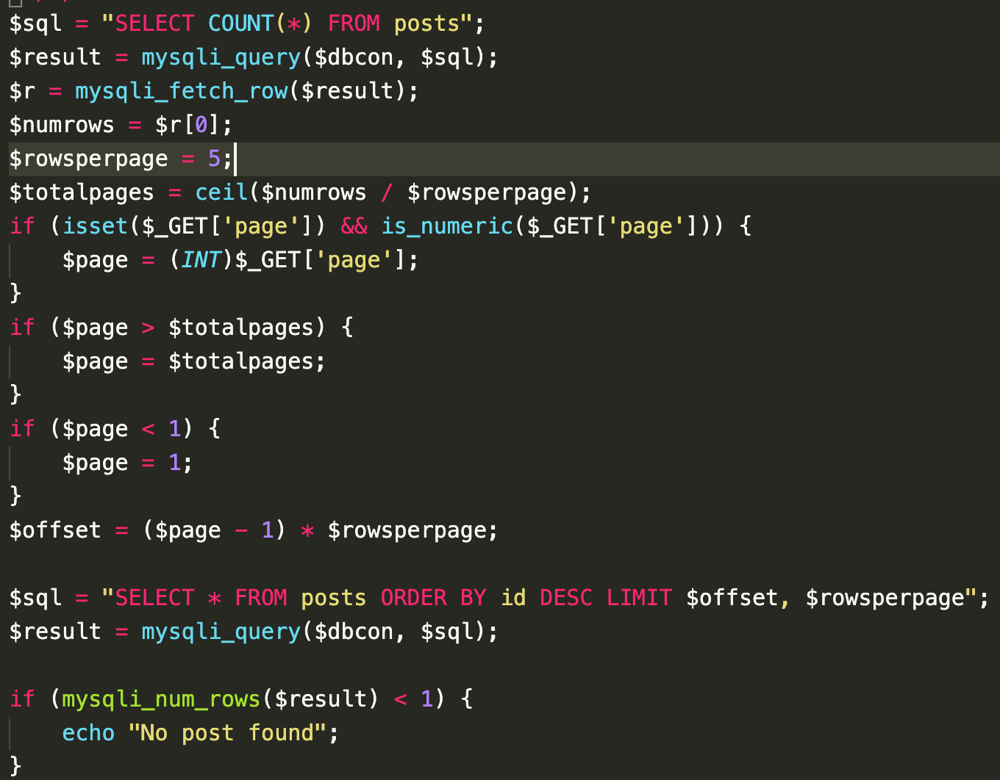 $sql = "SELECT COUNT(*) FROM posts";
$result = mysqli_query($dbcon, $sql);
$r = mysqli_fetch_row($result);
$numrows = $r[0];
$rowsperpage = 5;
$totalpages = ceil($numrows / $rowsperpage);
if (isset($_GET['page']) && is_numeric($_GET['page'])) {
    $page = (INT)$_GET['page'];
}
if ($page > $totalpages) {
    $page = $totalpages;
}
if ($page < 1) {
    $page = 1;
}
$offset = ($page - 1) * $rowsperpage;

$sql = "SELECT * FROM posts ORDER BY id DESC LIMIT $offset, $rowsperpage";
$result = mysqli_query($dbcon, $sql);

if (mysqli_num_rows($result) < 1) {
    echo "No post found";
}